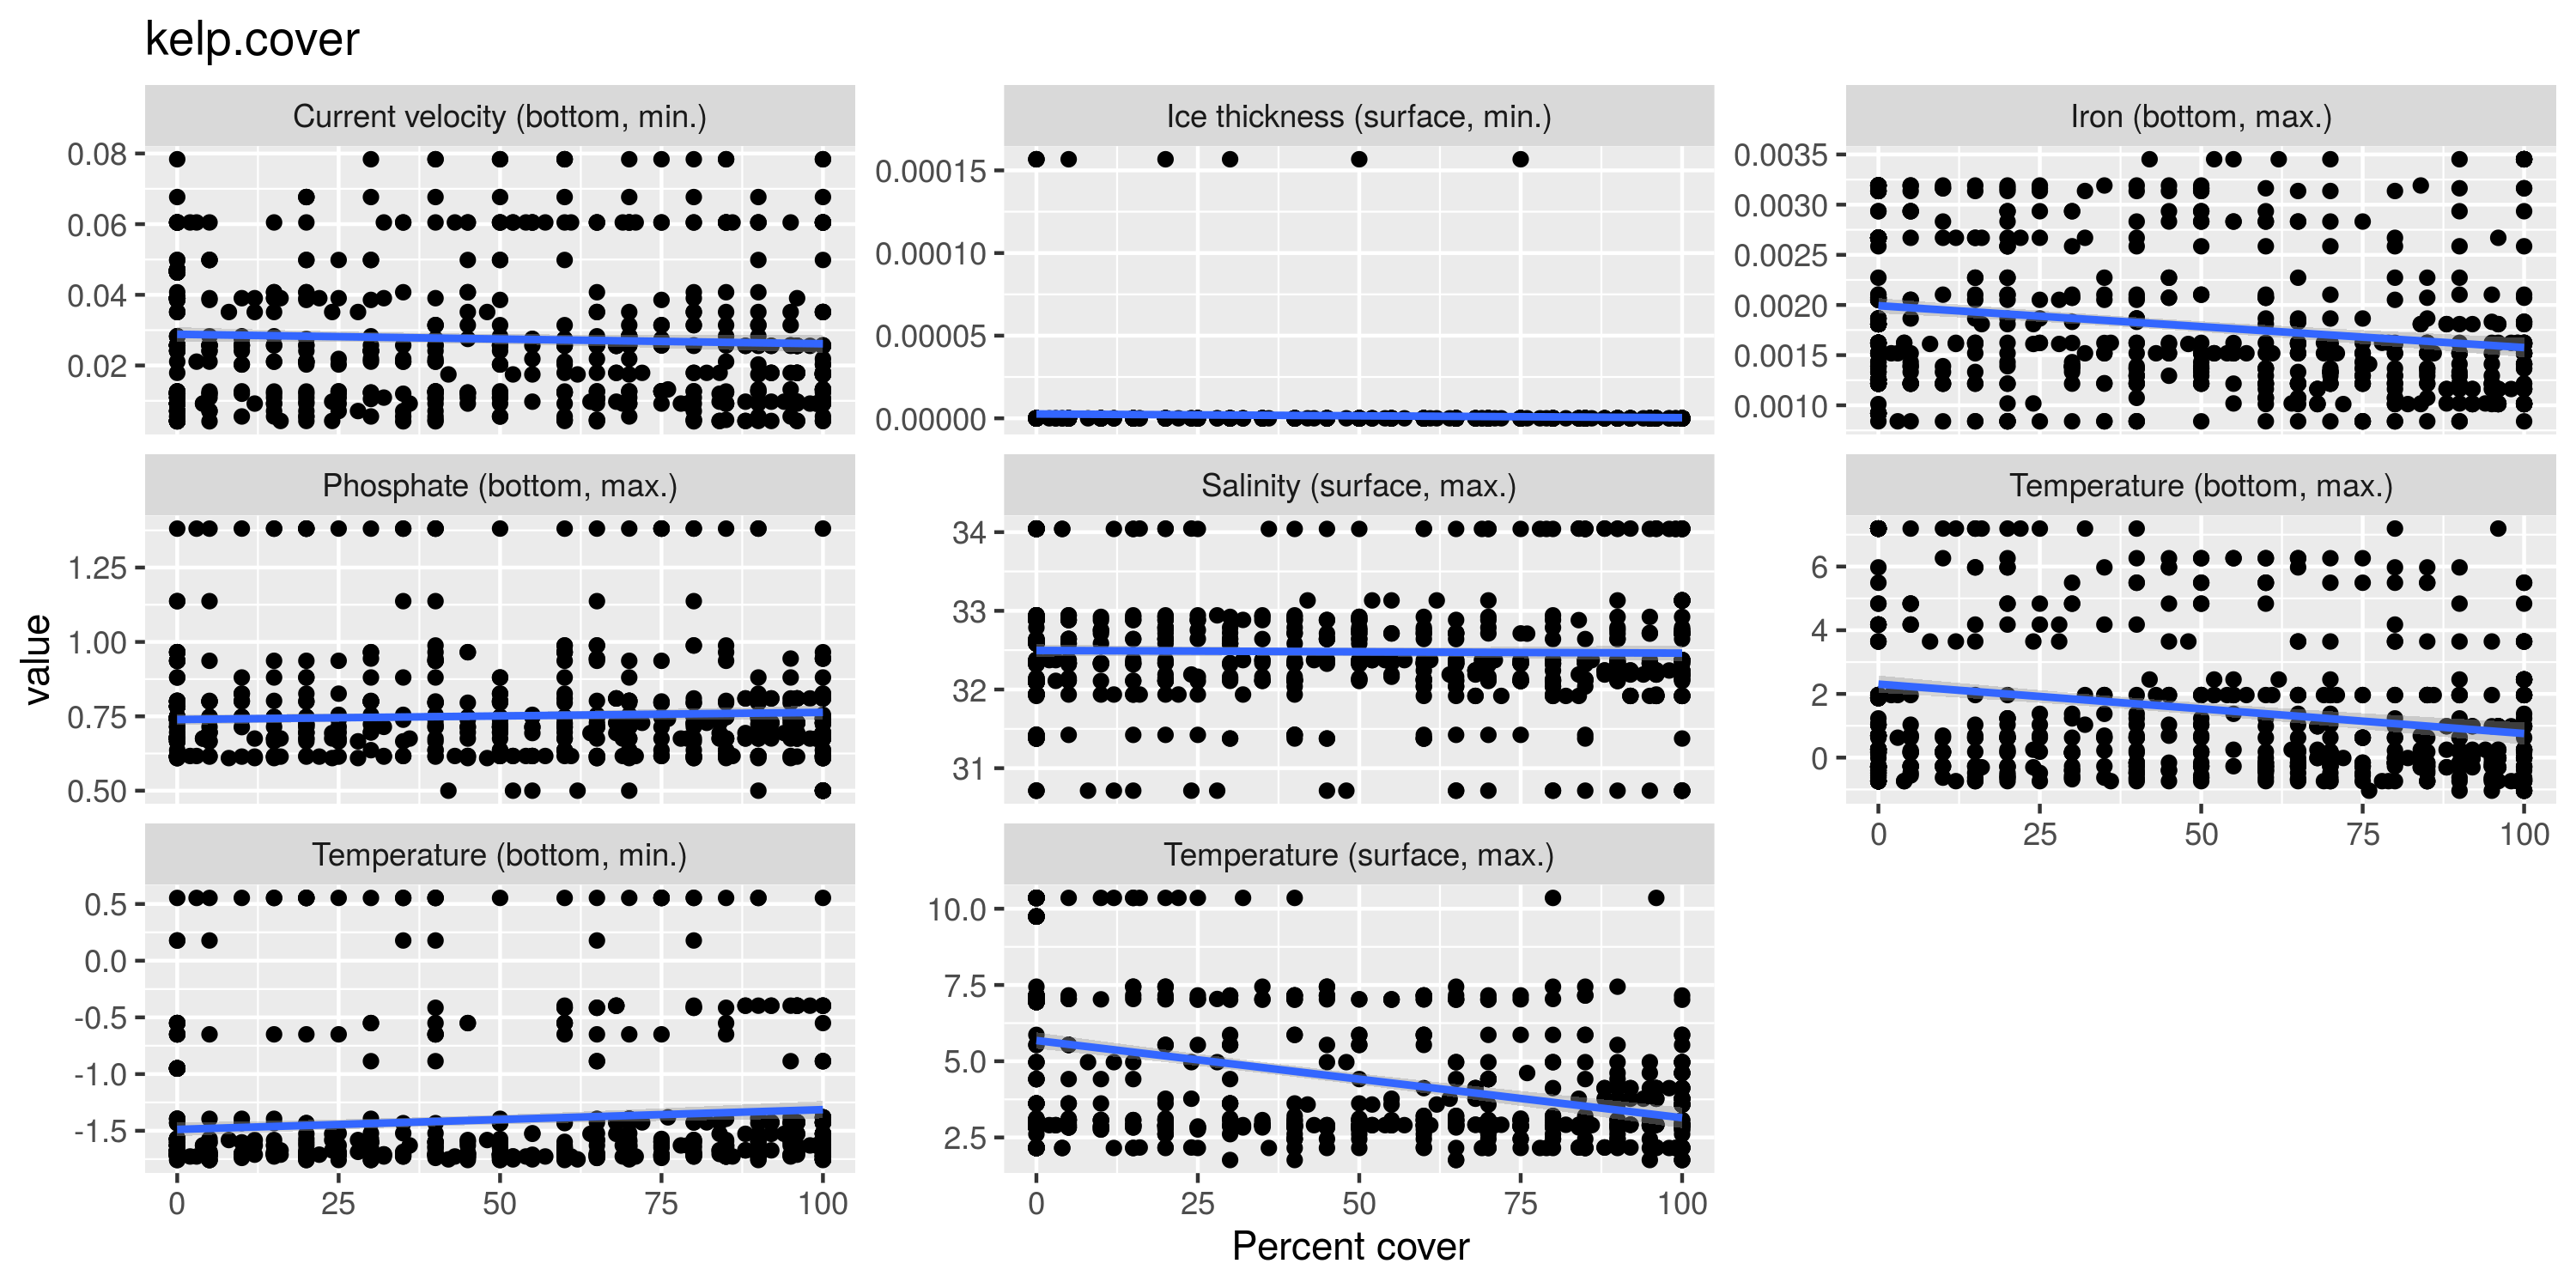 kelp.cover
Current velocity (bottom, min.)
0.08
0.06
0.04
0.02
Ice thickness (surface, min.)
0.00015
0.00010
0.00005
0.00000
Iron (bottom, max.)
0.0035
0.0030
0.0025
0.0020
0.0015
0.0010
Phosphate (bottom, max.)
1.25
1.00
0.75
0.50
Salinity (surface, max.)
34
33
32
31
Temperature (bottom, max.)
6
4
2
0
0 25 50 75 100
Temperature (bottom, min.)
0.5
0.0
-0.5
-1.0
-1.5
0 25 50 75 100
Temperature (surface, max.)
10.0
7.5
5.0
2.5
0 25 50 75 100
value
Percent cover